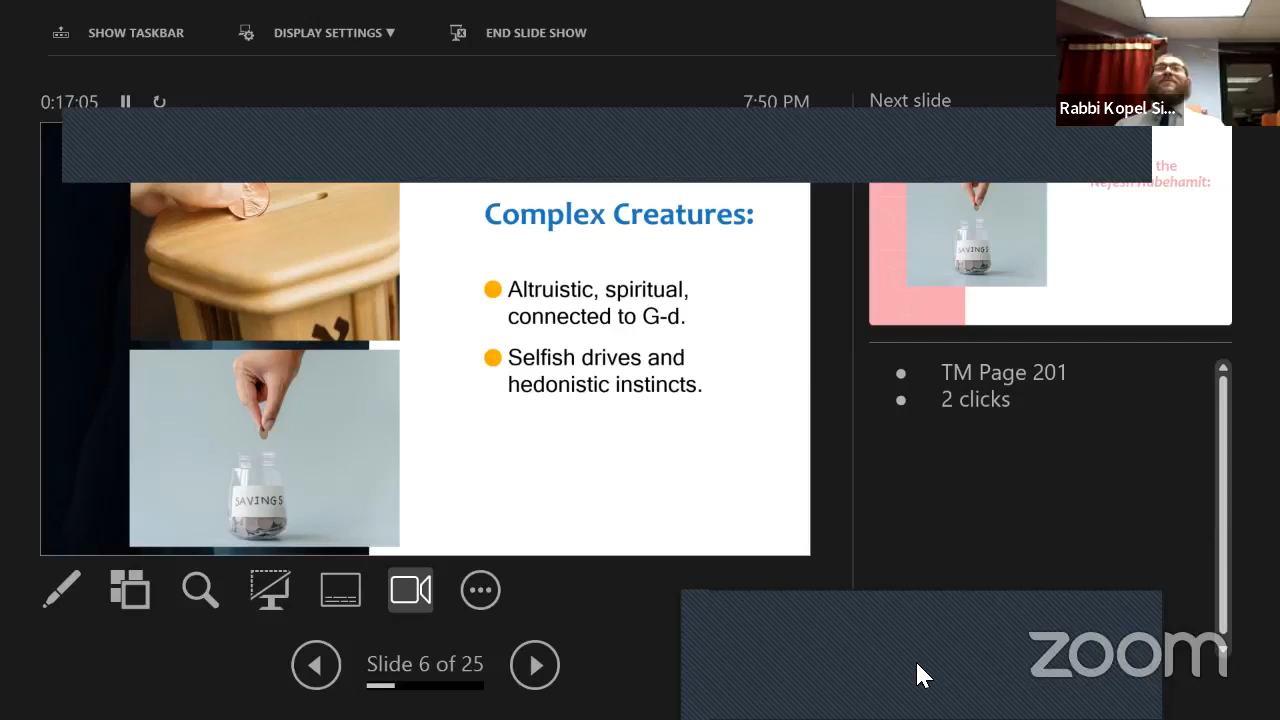 SHOW TASKBAR
DISPLAY SETTINGS ▼
END SLIDE SHOW
0:17:05
7:50 PM
Next slide
Rabbi Kopel Si...
Complex Creatures:
Altruistic, spiritual,
connected to G-d.
Selfish drives and
hedonistic instincts.
SAVINGS
the
SAVINGS
TM Page 201
2 clicks
Slide 6 of 25
zoom